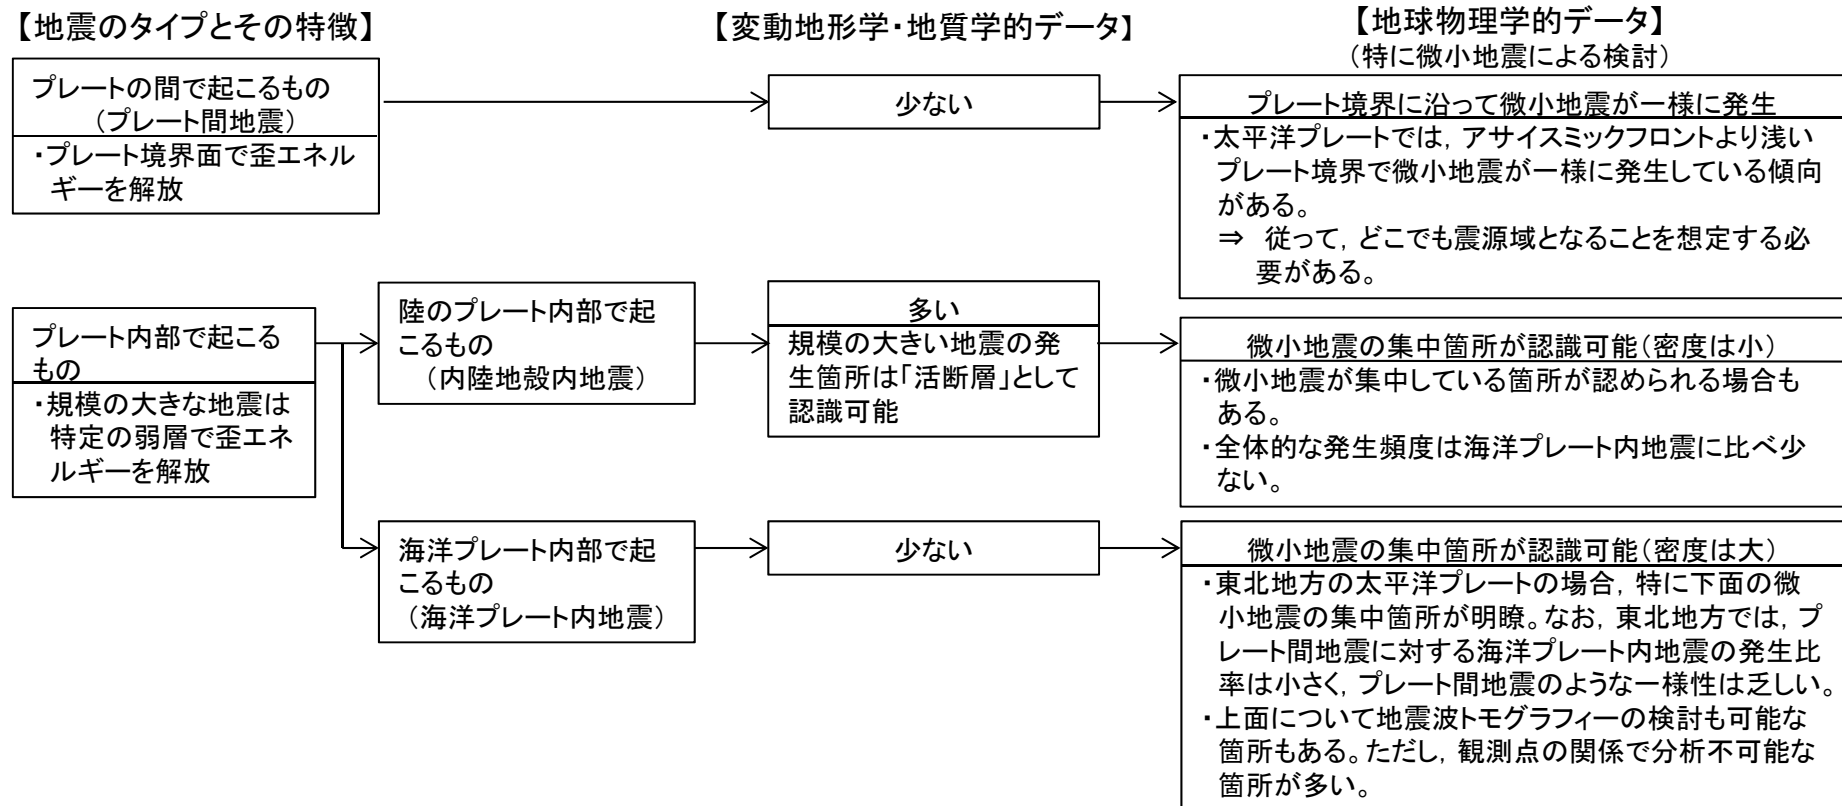 【地震のタイプとその特徴】
【変動地形学・地質学的データ】
【地球物理学的データ】
（特に微小地震による検討）
プレートの間で起こるもの
（プレート間地震）
・プレート境界面で歪エネル
ギーを解放
少ない
プレート境界に沿って微小地震が一様に発生
・太平洋プレートでは，アサイスミックフロントより浅い
プレート境界で微小地震が一様に発生している傾向
がある。
⇒　従って，どこでも震源域となることを想定する必
要がある。
プレート内部で起こる
もの
・規模の大きな地震は
特定の弱層で歪エネ
ルギーを解放
陸のプレート内部で起
こるもの
（内陸地殻内地震）
多い
規模の大きい地震の発
生箇所は「活断層」として
認識可能
微小地震の集中箇所が認識可能（密度は小）
・微小地震が集中している箇所が認められる場合も
ある。
・全体的な発生頻度は海洋プレート内地震に比べ少
ない。
海洋プレート内部で起
こるもの
（海洋プレート内地震）
少ない
微小地震の集中箇所が認識可能（密度は大）
・東北地方の太平洋プレートの場合，特に下面の微
小地震の集中箇所が明瞭。なお，東北地方では，プ
レート間地震に対する海洋プレート内地震の発生比
率は小さく，プレート間地震のような一様性は乏しい。
・上面について地震波トモグラフィーの検討も可能な
箇所もある。ただし，観測点の関係で分析不可能な
箇所が多い。